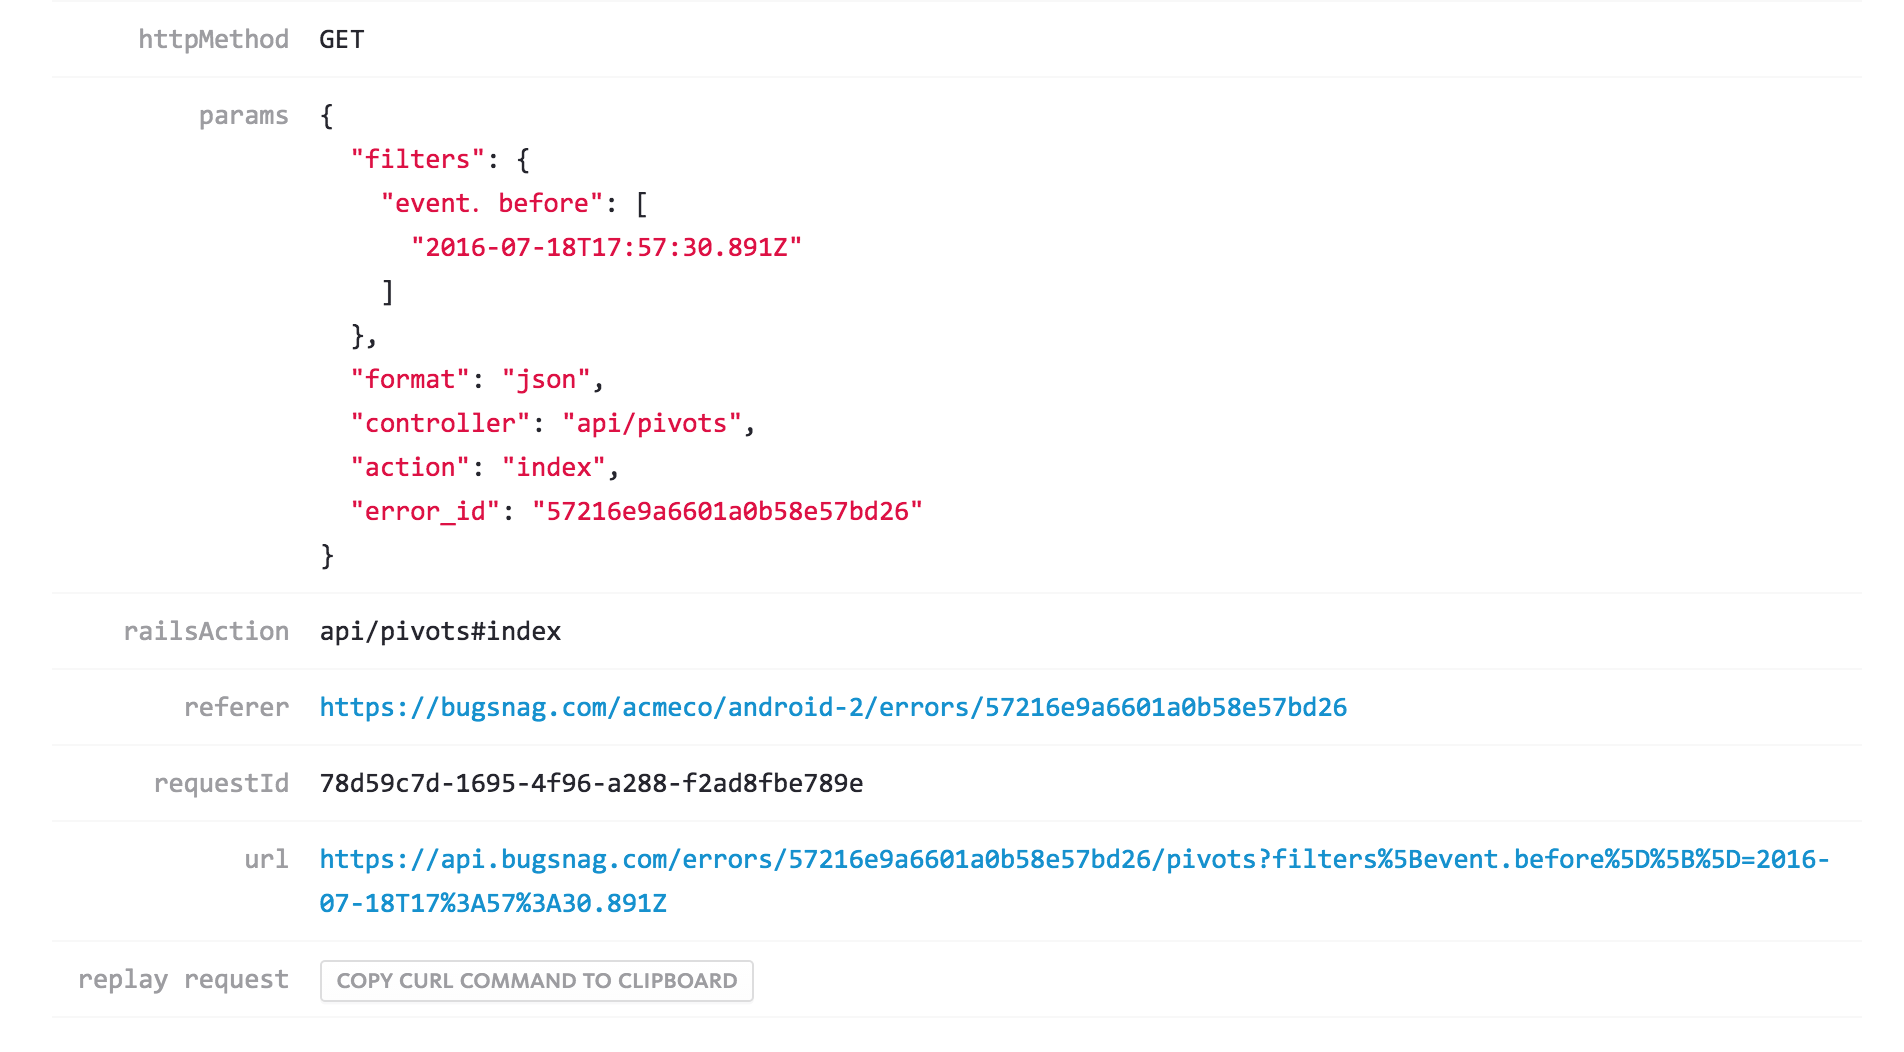 httpMethod GET
params {
"filters": {
"event. before": [
"2016-07-18T17:57:30.891Z"
]
},
"format": "json",
"controller": "api/pivots",
"action": "index",
"error_id": "57216e9a6601a0b58e57bd26"
}
railsAction api/pivots#index
referer https://bugsnag.com/acmeco/android-2/errors/57216e9a6601a0b58e57bd26
requestId 78d59c7d-1695-4f96-a288-f2ad8fbe789e
url https://api.bugsnag.com/errors/57216e9a6601a0b58e57bd26/pivots?filters%5Bevent.before%5D%5B%5D=2016-
07-18T17%3A57%3A30.891Z
replay request COPY CURL COMMAND TO CLIPBOARD